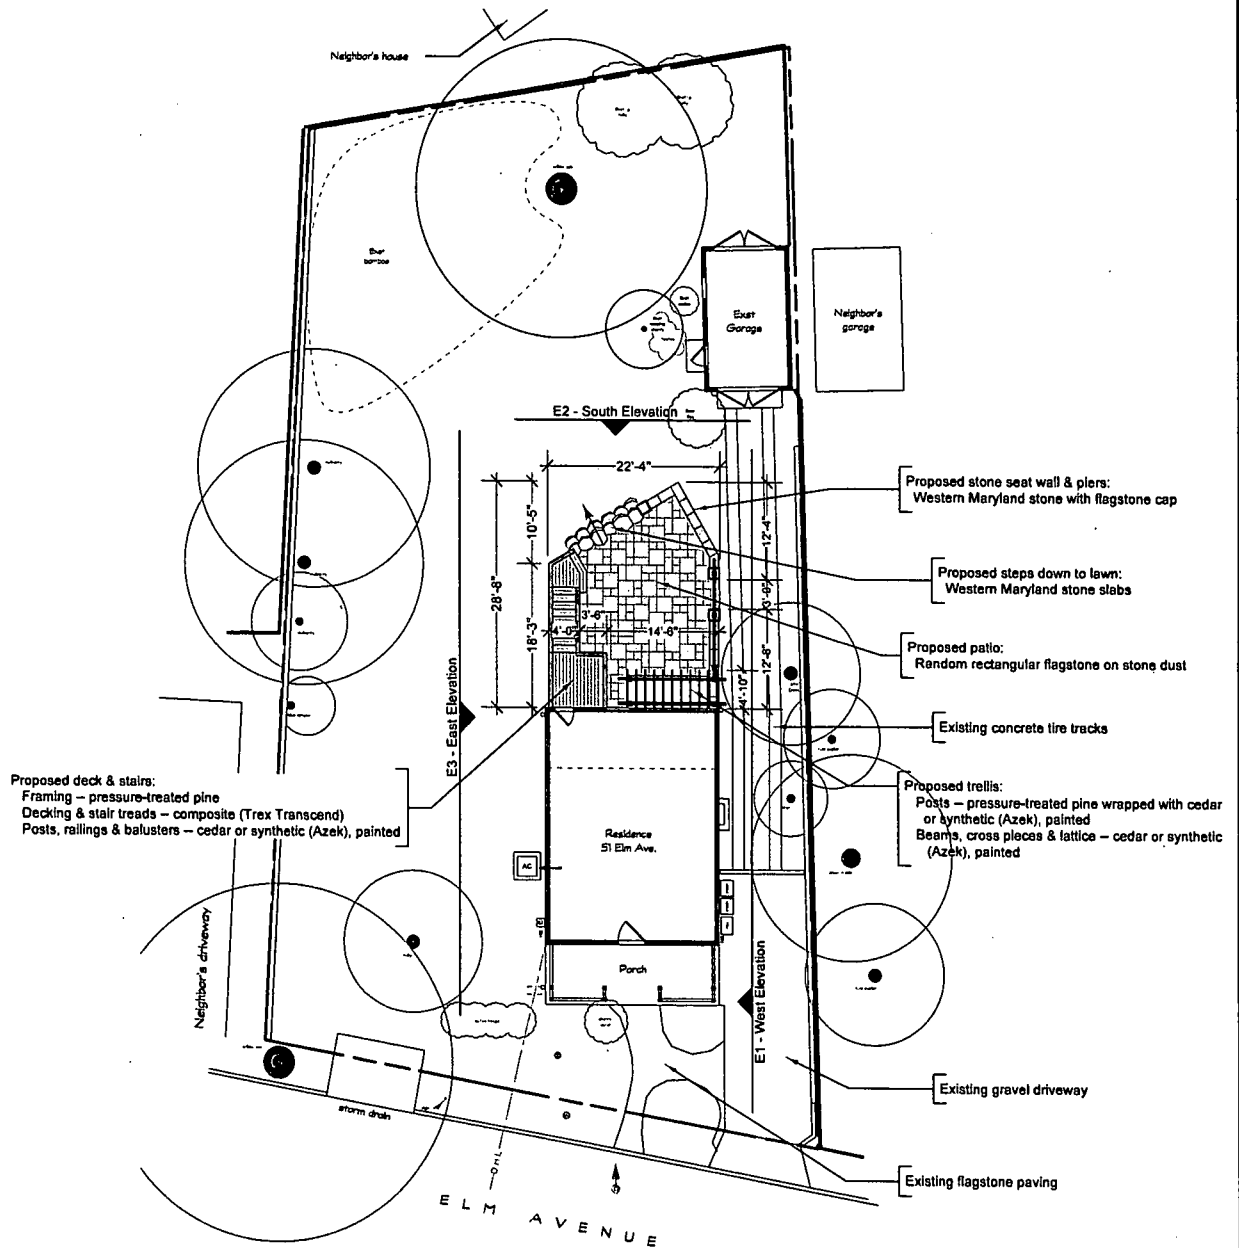 Neighbor's house
Exist
bamboo
Exist
Garage
Neighbor's
garage
E2 - South Elevation
22'-4"
Proposed stone seat wall & piers:
Western Maryland stone with flagstone cap
10'-5"
12'-4"
28'-8"
Proposed steps down to lawn:
Western Maryland stone slabs
3'-6"
4'-0"
14'-6"
18'-3"
12'-6"
4'-10"
Proposed patio:
Random rectangular flagstone on stone dust
E3 - East Elevation
Existing concrete tire tracks
Proposed deck & stairs:
Framing – pressure-treated pine
Decking & stair treads – composite (Trex Transcend)
Posts, railings & balusters – cedar or synthetic (Azek), painted
Proposed trellis:
Posts – pressure-treated pine wrapped with cedar
or synthetic (Azek), painted
Beams, cross pieces & lattice – cedar or synthetic
(Azek), painted
Residence
51 Elm Ave.
AC
Neighbor's driveway
Porch
E1 - West Elevation
Existing gravel driveway
storm drain
Existing flagstone paving
ELM AVENUE